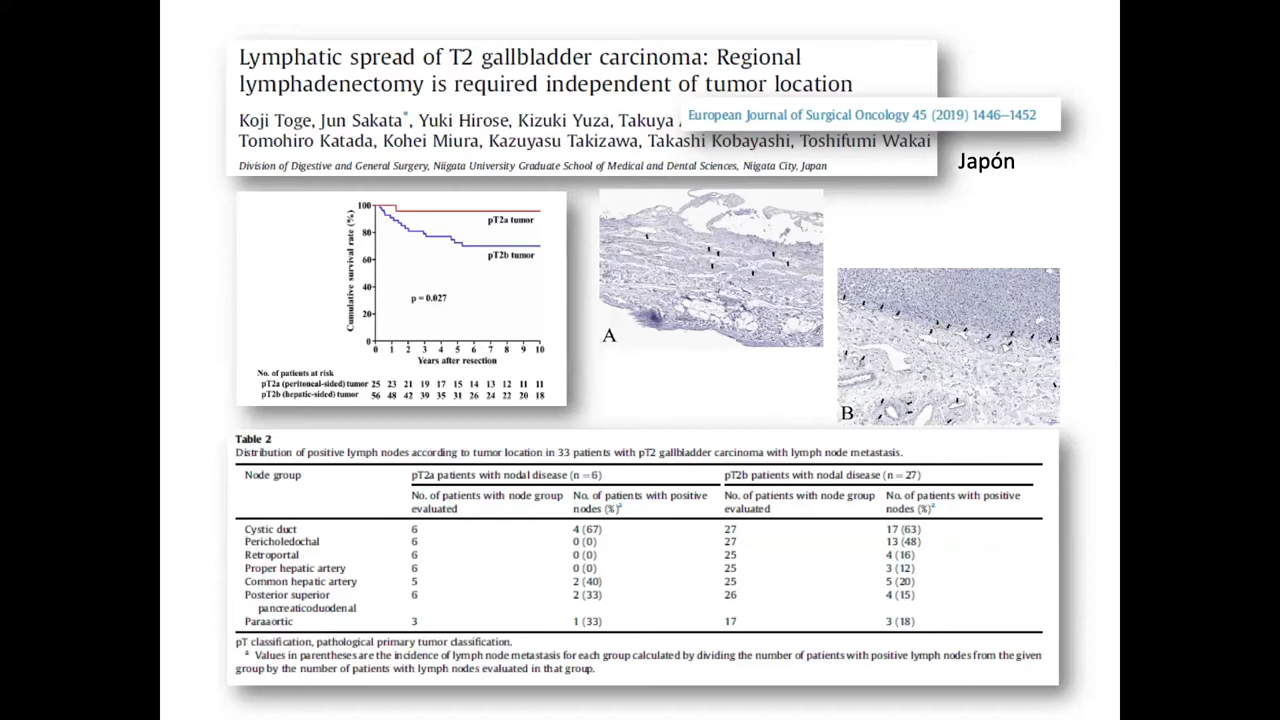 Lymphatic spread of T2 gallbladder carcinoma: Regional
lymphadenectomy is required independent of tumor location
Koji Toge, Jun Sakata*, Yuki Hirose, Kizuki Yuza, Takuya
European Journal of Surgical Oncology 45 (2019) 1446–1452
Tomohiro Katada, Kohei Miura, Kazuyasu Takizawa, Takashi Kobayashi, Toshifumi Wakai
Division of Digestive and General Surgery, Niigata University Graduate School of Medical and Dental Sciences, Niigata City, Japan
Japón
Cumulative survival rate (%)
100
80
60
40
20
0
pT2a tumor
pT2b tumor
p = 0.027
0 1 2 3 4 5 6 7 8 9 10
Years after resection
No. of patients at risk
pT2a (peritoneal-sided) tumor 25 23 21 19 17 15 14 13 12 11 11
pT2b (hepatic-sided) tumor 56 48 42 39 35 31 26 24 22 20 18
A
B
Table 2
Distribution of positive lymph nodes according to tumor location in 33 patients with pT2 gallbladder carcinoma with lymph node metastasis.
Node group pT2a patients with nodal disease (n = 6) pT2b patients with nodal disease (n = 27)
No. of patients with node group No. of patients with positive No. of patients with node group No. of patients with positive
evaluated nodes (%)a evaluated nodes (%)a
Cystic duct 6 4 (67) 27 17 (63)
Pericholedochal 6 0 (0) 27 13 (48)
Retroportal 6 0 (0) 25 4 (16)
Proper hepatic artery 6 0 (0) 25 3 (12)
Common hepatic artery 5 2 (40) 25 5 (20)
Posterior superior 6 2 (33) 26 4 (15)
pancreaticoduodenal
Paraaortic 3 1 (33) 17 3 (18)
pT classification, pathological primary tumor classification.
a Values in parentheses are the incidence of lymph node metastasis for each group calculated by dividing the number of patients with positive lymph nodes from the given
group by the number of patients with lymph nodes evaluated in that group.